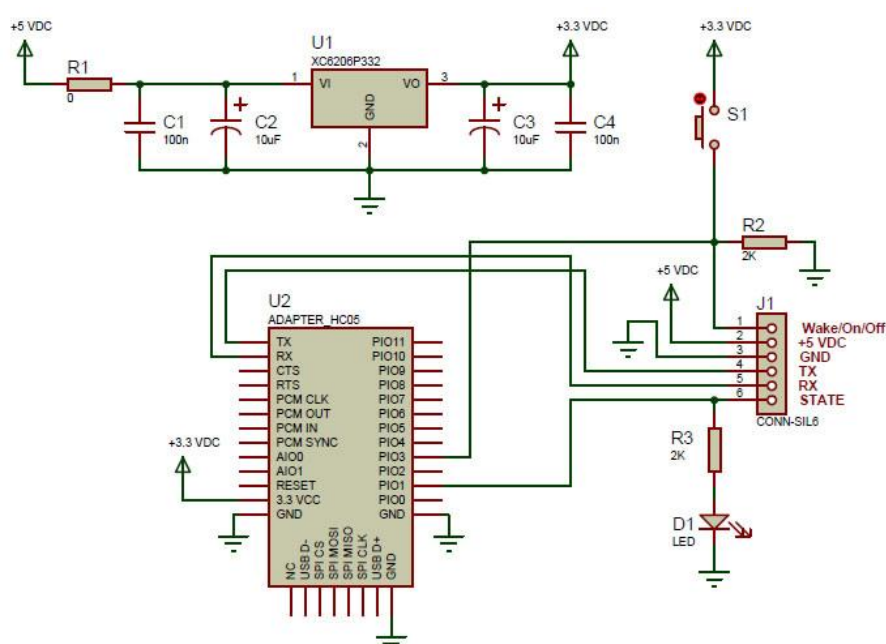 +5 VDC
R1
0
C1
100n
C2
10uF
U1
XC6206P332
1
VI
VO
3
GND
2
C3
10uF
C4
100n
+3.3 VDC
+3.3 VDC
S1
R2
2K
+5 VDC
J1
1
Wake/On/Off
2
+5 VDC
3
GND
4
TX
5
RX
6
STATE
CONN-SIL6
R3
2K
D1
LED
U2
ADAPTER_HC05
TX
RX
CTS
RTS
PCM CLK
PCM OUT
PCM IN
PCM SYNC
AIO0
AIO1
RESET
3.3 VCC
GND
PIO11
PIO10
PIO9
PIO8
PIO7
PIO6
PIO5
PIO4
PIO3
PIO2
PIO1
PIO0
GND
NC
USB D-
SPI CS
SPI MOSI
SPI MISO
SPI CLK
USB D+
GND
+3.3 VDC